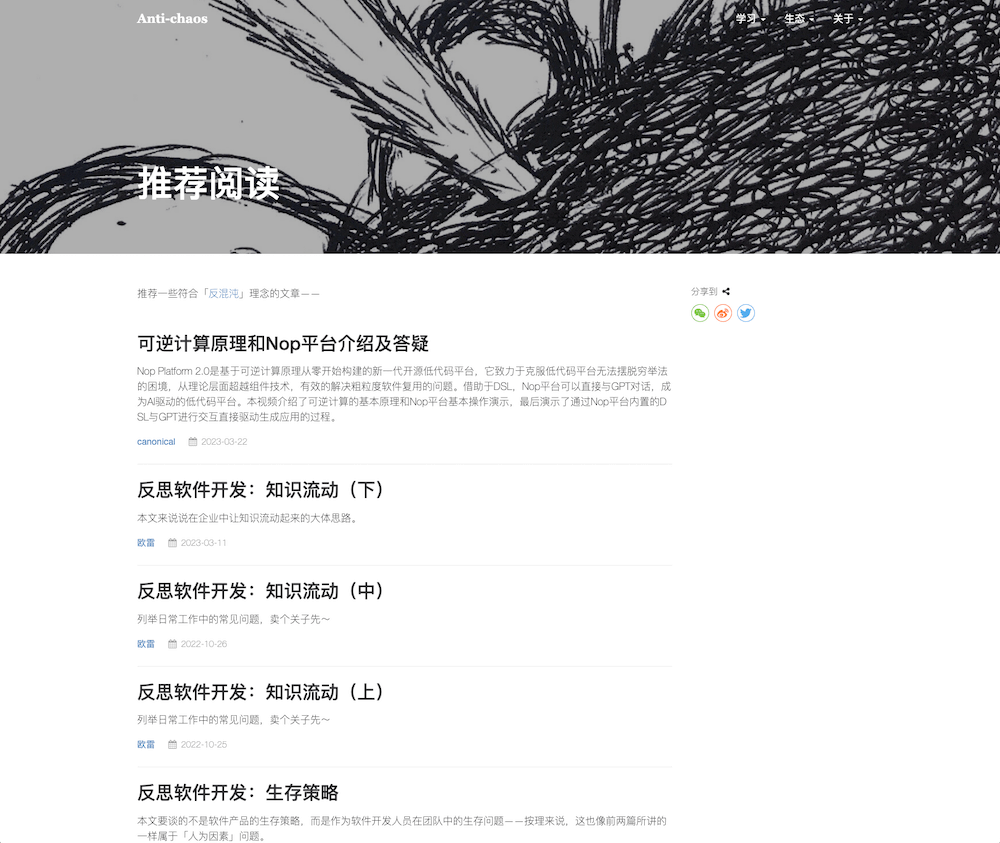 Anti-chaos
学习 生态 关于
推荐阅读
推荐一些符合「反混沌」理念的文章——
分享到
可逆计算原理和Nop平台介绍及答疑
Nop Platform 2.0是基于可逆计算原理从零开始构建的新一代开源低代码平台，它致力于克服低代码平台无法摆脱穷举法
的困境，从理论层面超越组件技术，有效的解决粗粒度软件复用的问题。借助于DSL，Nop平台可以直接与GPT对话，成
为AI驱动的低代码平台。本视频介绍了可逆计算的基本原理和Nop平台基本操作演示，最后演示了通过Nop平台内置的D
SL与GPT进行交互直接驱动生成应用的过程。
canonical 2023-03-22
反思软件开发：知识流动（下）
本文来说说在企业中让知识流动起来的大体思路。
欧雷 2023-03-11
反思软件开发：知识流动（中）
列举日常工作中的常见问题，卖个关子先～
欧雷 2022-10-26
反思软件开发：知识流动（上）
列举日常工作中的常见问题，卖个关子先～
欧雷 2022-10-25
反思软件开发：生存策略
本文要谈的不是软件产品的生存策略，而是作为软件开发人员在团队中的生存问题——按理来说，这也像前两篇所讲的
一样属于「人为因素」问题。